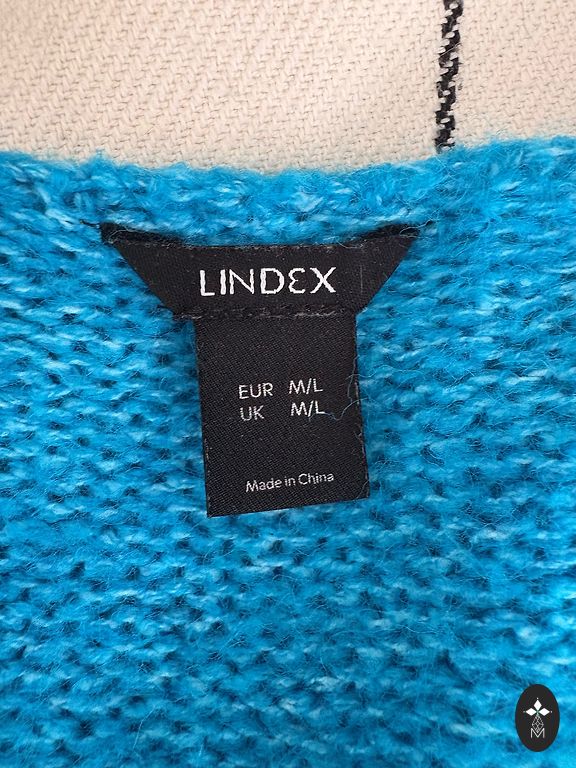 LINDEX
EUR M/L
UK M/L
Made in China
M